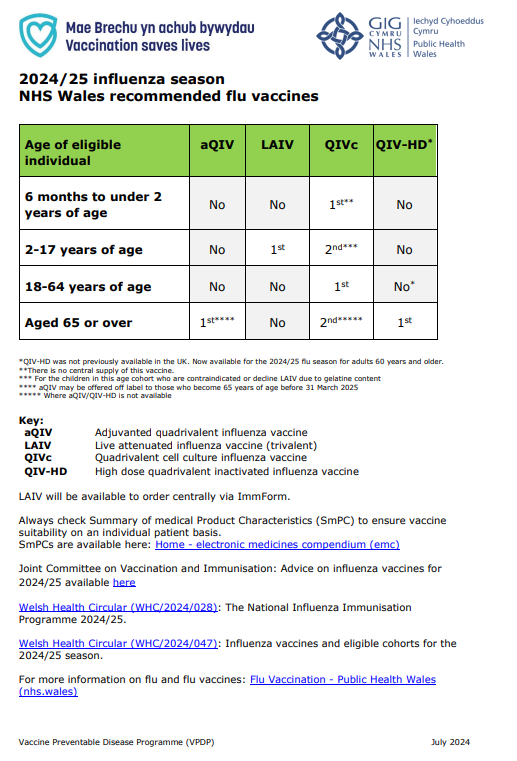 Mae Brechu yn achub bywydau
Vaccination saves lives
GIG
CYMRU
NHS
WALES
Iechyd Cyhoeddus
Cymru
Public Health
Wales
2024/25 influenza season
NHS Wales recommended flu vaccines
Age of eligible individual aQIV LAIV QIVc QIV-HD*
6 months to under 2 years of age No No 1st** No
2-17 years of age No 1st 2nd*** No
18-64 years of age No No 1st No*
Aged 65 or over 1st**** No 2nd***** 1st
*QIV-HD was not previously available in the UK. Now available for the 2024/25 flu season for adults 60 years and older.
**There is no central supply of this vaccine.
*** For the children in this age cohort who are contraindicated or decline LAIV due to gelatine content
**** aQIV may be offered off label to those who become 65 years of age before 31 March 2025
***** Where aQIV/QIV-HD is not available
Key:
aQIV Adjuvanted quadrivalent influenza vaccine
LAIV Live attenuated influenza vaccine (trivalent)
QIVc Quadrivalent cell culture influenza vaccine
QIV-HD High dose quadrivalent inactivated influenza vaccine
LAIV will be available to order centrally via ImmForm.
Always check Summary of medical Product Characteristics (SmPC) to ensure vaccine
suitability on an individual patient basis.
SmPCs are available here: Home - electronic medicines compendium (emc)
Joint Committee on Vaccination and Immunisation: Advice on influenza vaccines for
2024/25 available here
Welsh Health Circular (WHC/2024/028): The National Influenza Immunisation
Programme 2024/25.
Welsh Health Circular (WHC/2024/047): Influenza vaccines and eligible cohorts for the
2024/25 season.
For more information on flu and flu vaccines: Flu Vaccination - Public Health Wales
(nhs.wales)
Vaccine Preventable Disease Programme (VPDP) July 2024